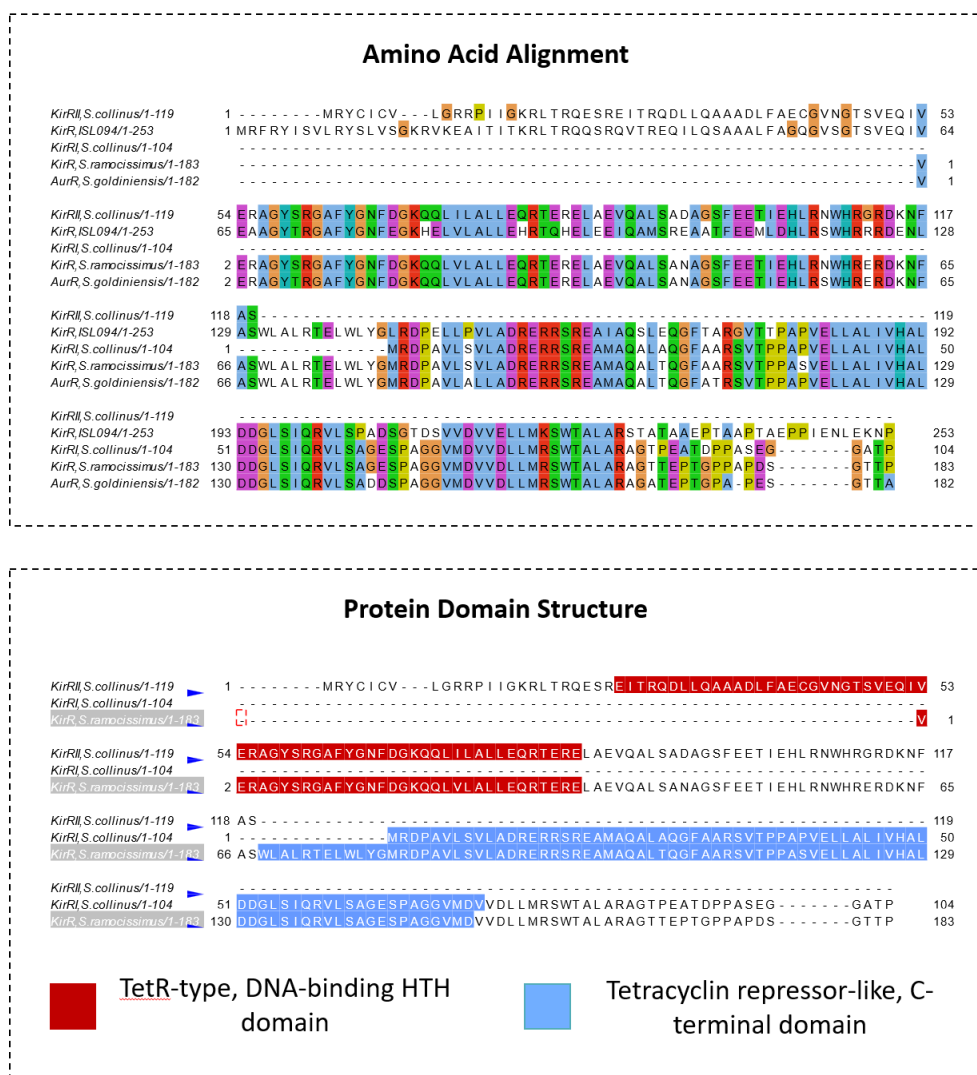 Amino Acid Alignment
KirRII,S.collinus/1-119 1 - - - - - - - - MRYCICV - - - LGRRPIIGKRLTRQESREITRQDLLQAAADLFAECGVNGTSVEQIV 53
KirR,ISL094/1-253 1 MRFRYISVLRYSLVSGKRVKEAITITKRLTRQQSRQVTREQILQSAAALFAGQGVSGTSVEQIV 64
KirRI,S.collinus/1-104 - - - - - - - - - - - - - - - - - - - - - - - - - - - - - - - - - - - - - - - - - - - - - - - - - - - - - - - - - - - - - - - -
KirR,S.ramocissimus/1-183 - - - - - - - - - - - - - - - - - - - - - - - - - - - - - - - - - - - - - - - - - - - - - - - - - - - - - - - - - - - - - - - V 1
AurR,S.goldiniensis/1-182 - - - - - - - - - - - - - - - - - - - - - - - - - - - - - - - - - - - - - - - - - - - - - - - - - - - - - - - - - - - - - - - V 1
KirRII,S.collinus/1-119 54 ERAGYSRGAFYGNFDGKQQLILALLEQRTERELAEVQALSADAGSFEETIEHLRNWHRGRDKNF 117
KirR,ISL094/1-253 65 EAAGYTRGAFYGNFEGKHELVLALLEHRTQHELEEIQAMSREAATFEEMLDHLRSWHRRRDENL 128
KirRI,S.collinus/1-104 - - - - - - - - - - - - - - - - - - - - - - - - - - - - - - - - - - - - - - - - - - - - - - - - - - - - - - - - - - - - - - - -
KirR,S.ramocissimus/1-183 2 ERAGYSRGAFYGNFDGKQQLVLALLEQRTERELAEVQALSANAGSFEETIEHLRNWHRERDKNF 65
AurR,S.goldiniensis/1-182 2 ERAGYTRGAFYGNFDGKQQLVLALLEQRTERELAEVQALSANAGSFEETIEHLRSWHRERDKNF 65
KirRII,S.collinus/1-119 118 AS - - - - - - - - - - - - - - - - - - - - - - - - - - - - - - - - - - - - - - - - - - - - - - - - - - - - - - - - - - - - - - 119
KirR,ISL094/1-253 129 ASWLALRTELWLYGLRDPELLPVLADRERRSREAIAQSLEQGFTARGVTTPAPVELLALIVHAL 192
KirRI,S.collinus/1-104 1 - - - - - - - - - - - - - - MRDPAVLSVLADRERRSREAMAQALAQGFAARSVTPPAPVELLALIVHAL 50
KirR,S.ramocissimus/1-183 66 ASWLALRTELWLYGMRDPAVLSVLADRERRSREAMAQALTQGFAARSVTPPASVELLALIVHAL 129
AurR,S.goldiniensis/1-182 66 ASWLALRTELWLYGMRDPAVLALLADRERRSREAMAQALTQGFATRSVTPPAPVELLALIVHAL 129
KirRII,S.collinus/1-119 - - - - - - - - - - - - - - - - - - - - - - - - - - - - - - - - - - - - - - - - - - - - - - - - - - - - - - - - - - - - -
KirR,ISL094/1-253 193 DDGLSIQRVLSPADSGTDSVVDVVELLMKSWTALARSTATAAEPTAAPTAEPPIENLEKNP 253
KirRI,S.collinus/1-104 51 DDGLSIQRVLSAGESPAGGVMDVVDLLMRSWTALARAGTPEATDPPASEG - - - - - - - GATP 104
KirR,S.ramocissimus/1-183 130 DDGLSIQRVLSAGESPAGGVMDVVDLLMRSWTALARAGTTEPTGPPAPDS - - - - - - - GTTP 183
AurR,S.goldiniensis/1-182 130 DDGLSIQRVLSADDSPAGGVMDVVDLLMRSWTALARAGATEPTGPA - PES - - - - - - - GTTA 182
Protein Domain Structure
KirRII,S.collinus/1-119 1 - - - - - - - - MRYCICV - - - LGRRPIIGKRLTRQESREITRQDLLQAAADLFAECGVNGTSVEQIV 53
KirRI,S.collinus/1-104 - - - - - - - - - - - - - - - - - - - - - - - - - - - - - - - - - - - - - - - - - - - - - - - - - - - - - - - - - - - - - - - -
KirR,S.ramocissimus/1-183 - - - - - - - - - - - - - - - - - - - - - - - - - - - - - - - - - - - - - - - - - - - - - - - - - - - - - - - - - - - - - - - V 1
KirRII,S.collinus/1-119 54 ERAGYSRGAFYGNFDGKQQLILALLEQRTERELAEVQALSADAGSFEETIEHLRNWHRGRDKNF 117
KirRI,S.collinus/1-104 - - - - - - - - - - - - - - - - - - - - - - - - - - - - - - - - - - - - - - - - - - - - - - - - - - - - - - - - - - - - - - - -
KirR,S.ramocissimus/1-183 2 ERAGYSRGAFYGNFDGKQQLVLALLEQRTERELAEVQALSANAGSFEETIEHLRNWHRERDKNF 65
KirRII,S.collinus/1-119 118 AS - - - - - - - - - - - - - - - - - - - - - - - - - - - - - - - - - - - - - - - - - - - - - - - - - - - - - - - - - - - - - - 119
KirRI,S.collinus/1-104 1 - - - - - - - - - - - - - - MRDPAVLSVLADRERRSREAMAQALAQGFAARSVTPPAPVELLALIVHAL 50
KirR,S.ramocissimus/1-183 66 ASWLALRTELWLYGMRDPAVLSVLADRERRSREAMAQALTQGFAARSVTPPASVELLALIVHAL 129
KirRII,S.collinus/1-119 - - - - - - - - - - - - - - - - - - - - - - - - - - - - - - - - - - - - - - - - - - - - - - - - - - - - - - - - - - - - - 119
KirRI,S.collinus/1-104 51 DDGLSIQRVLSAGESPAGGVMDVVDLLMRSWTALARAGTPEATDPPASEG - - - - - - - GATP 104
KirR,S.ramocissimus/1-183 130 DDGLSIQRVLSAGESPAGGVMDVVDLLMRSWTALARAGTTEPTGPPAPDS - - - - - - - GTTP 183
TetR-type, DNA-binding HTH
domain
Tetracyclin repressor-like, C-
terminal domain